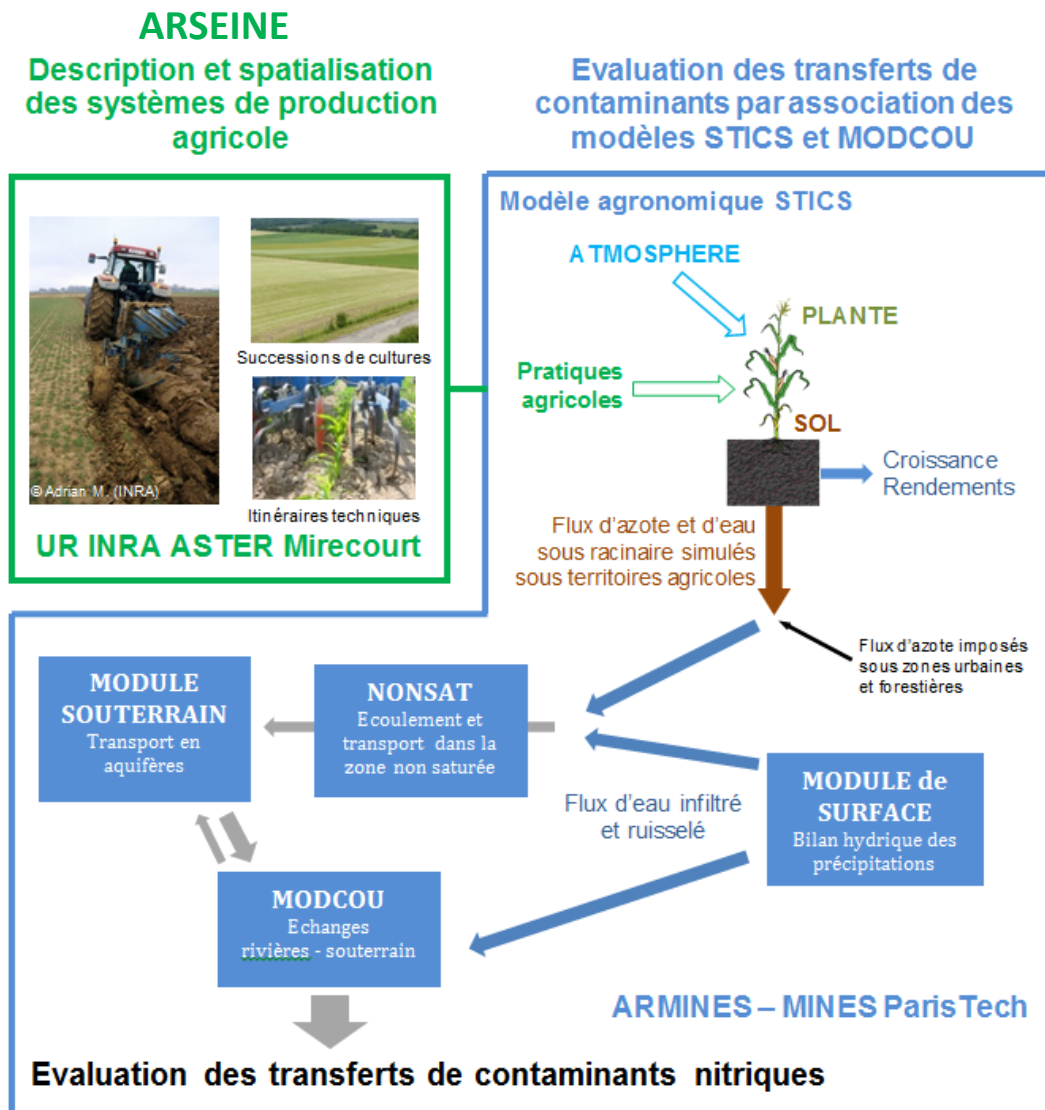 ARSEINE
Description et spatialisation
des systèmes de production
agricole
Evaluation des transferts de
contaminants par association des
modèles STICS et MODCOU
© Adrian M. (INRA)
Successions de cultures
Itinéraires techniques
UR INRA ASTER Mirecourt
Modèle agronomique STICS
ATMOSPHERE
PLANTE
Pratiques
agricoles
SOL
Croissance
Rendements
Flux d'azote et d'eau
sous racinaire simulés
sous territoires agricoles
Flux d'azote imposés
sous zones urbaines
et forestières
MODULE
SOUTERRAIN
Transport en
aquifères
NONSAT
Ecoulement et
transport dans la
zone non saturée
Flux d'eau infiltré
et ruisselé
MODULE de
SURFACE
Bilan hydrique des
précipitations
MODCOU
Echanges
rivières - souterrain
ARMINES – MINES ParisTech
Evaluation des transferts de contaminants nitriques